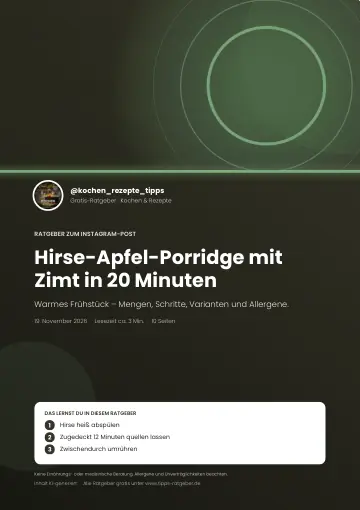 @kochen_rezepte_tipps
Gratis-Ratgeber · Kochen & Rezepte
RATGEBER ZUM INSTAGRAM-POST
Hirse-Apfel-Porridge mit
Zimt in 20 Minuten
Warmes Frühstück – Mengen, Schritte, Varianten und Allergene.
19. November 2026 Lesezeit ca. 3 Min. 10 Seiten
DAS LERNST DU IN DIESEM RATGEBER
1 Hirse heiß abspülen
2 Zugedeckt 12 Minuten quellen lassen
3 Zwischendurch umrühren
Keine Ernährungs- oder medizinische Beratung. Allergene und Unverträglichkeiten beachten.
Inhalt KI-generiert · Alle Ratgeber gratis unter www.tipps-ratgeber.de